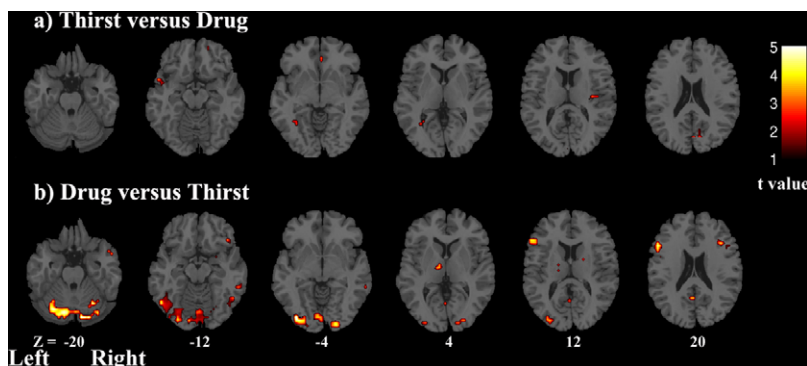 a) Thirst versus Drug
5
4
3
2
1
t value
b) Drug versus Thirst
Z = -20 -12 -4 4 12 20
Left Right